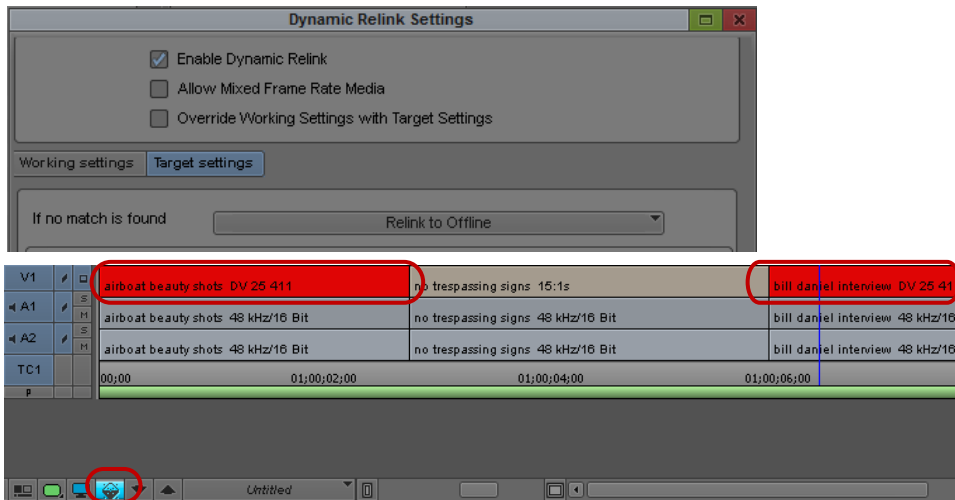 Dynamic Relink Settings
Enable Dynamic Relink
Allow Mixed Frame Rate Media
Override Working Settings with Target Settings
Working settings Target settings
If no match is found Relink to Offline
V1 airboat beauty shots DV 25 411 no trespassing signs 15:1s bill daniel interview DV 25 41
A1 S M airboat beauty shots 48 kHz/16 Bit no trespassing signs 48 kHz/16 Bit bill daniel interview 48 kHz/16
A2 S M airboat beauty shots 48 kHz/16 Bit no trespassing signs 48 kHz/16 Bit bill daniel interview 48 kHz/16
TC1 00;00 01;00;02;00 01;00;04;00 01;00;06;00
Untitled